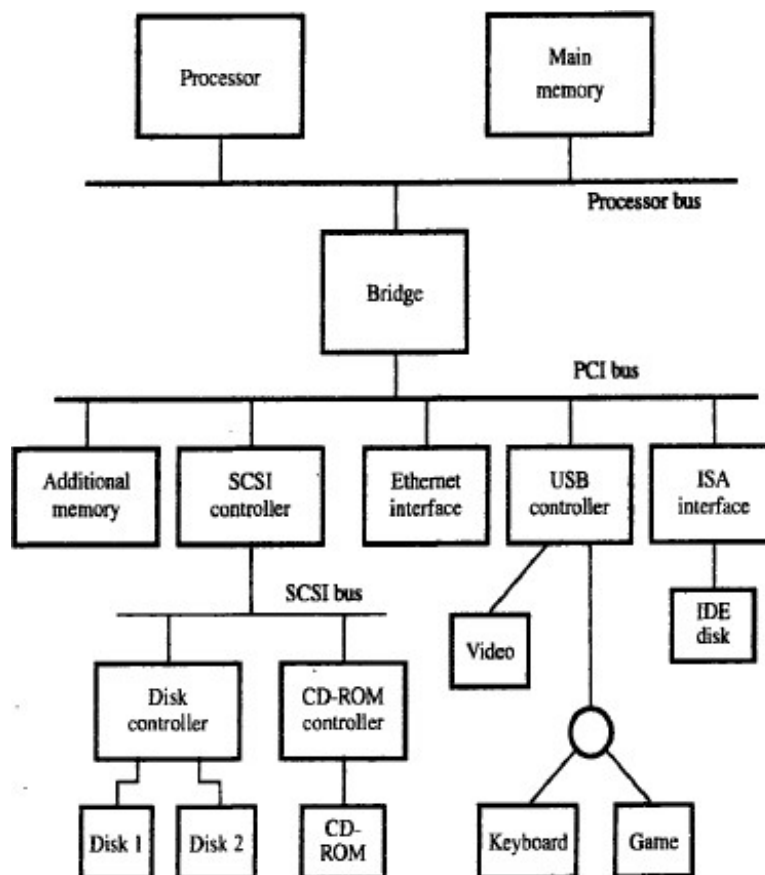 Processor
Main
memory
Processor bus
Bridge
PCI bus
Additional
memory
SCSI
controller
Ethernet
interface
USB
controller
ISA
interface
SCSI bus
Video
IDE
disk
Disk
controller
CD-ROM
controller
Disk 1
Disk 2
CD-
ROM
Keyboard
Game